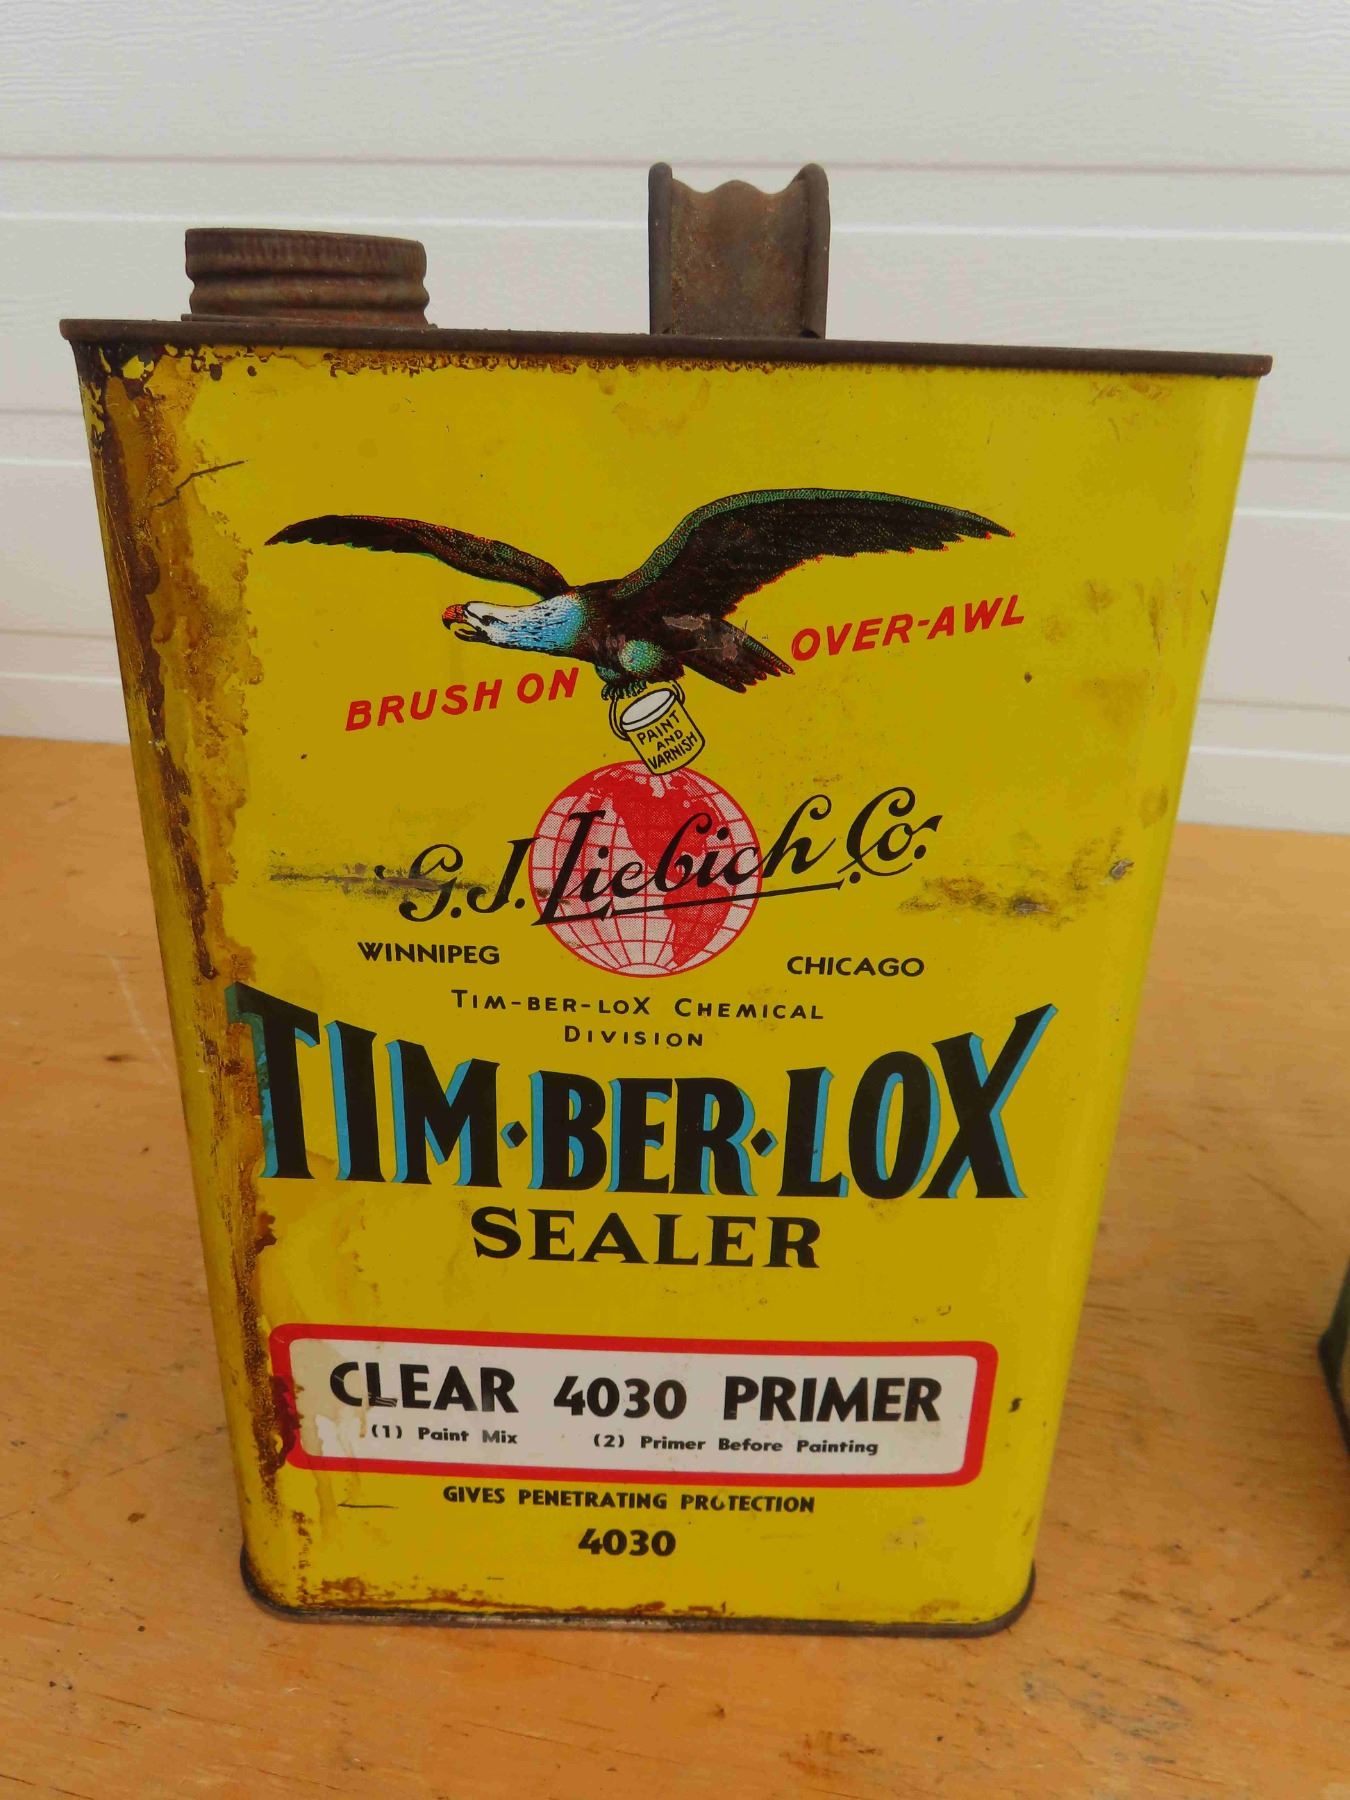 BRUSH ON OVER-AWL
PAINT
AND
VARNISH
G.J. Liebich Co.
WINNIPEG CHICAGO
TIM-BER-LOX CHEMICAL
DIVISION
TIM·BER·LOX
SEALER
CLEAR 4030 PRIMER
(1) Paint Mix (2) Primer Before Painting
GIVES PENETRATING PROTECTION
4030